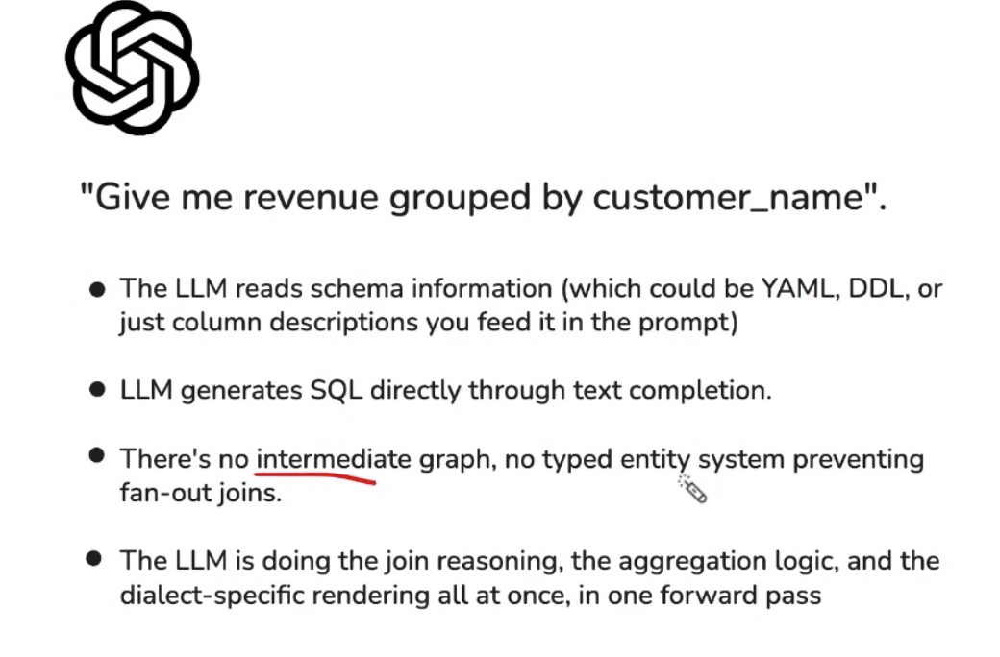 "Give me revenue grouped by customer_name".
● The LLM reads schema information (which could be YAML, DDL, or
just column descriptions you feed it in the prompt)
● LLM generates SQL directly through text completion.
● There's no intermediate graph, no typed entity system preventing
fan-out joins.
● The LLM is doing the join reasoning, the aggregation logic, and the
dialect-specific rendering all at once, in one forward pass